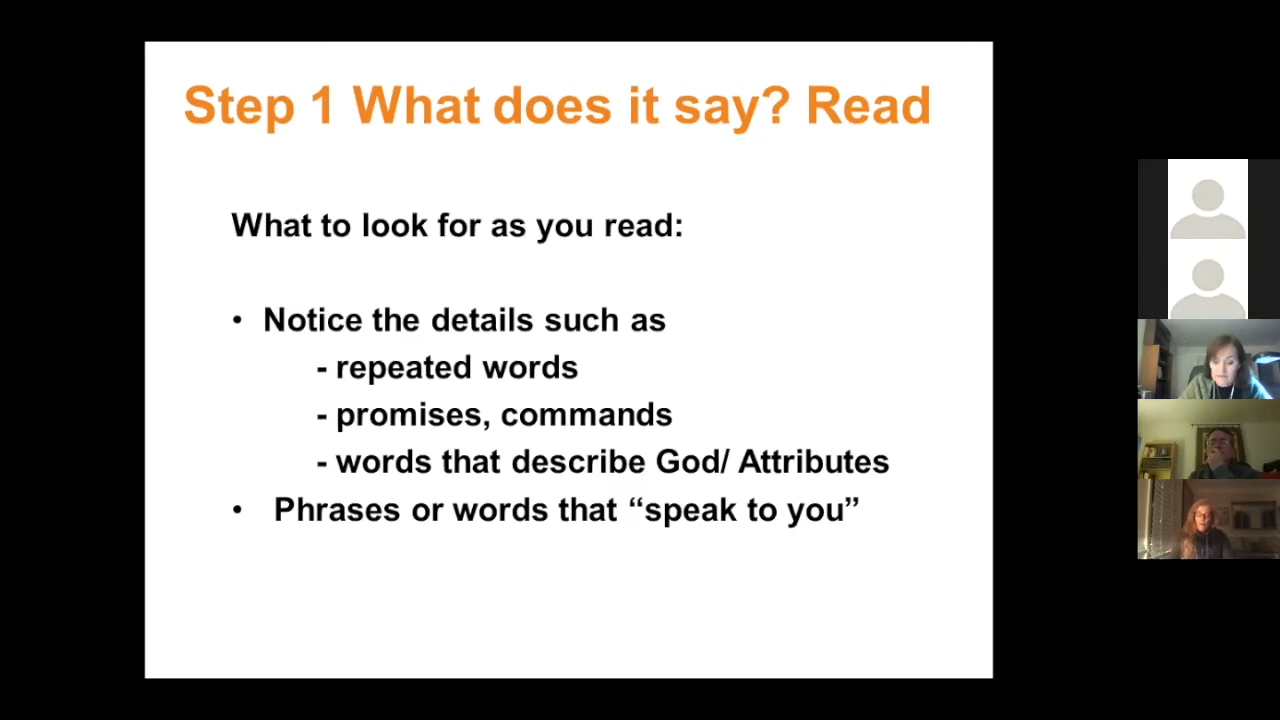 Step 1 What does it say? Read
What to look for as you read:
• Notice the details such as
- repeated words
- promises, commands
- words that describe God/ Attributes
• Phrases or words that “speak to you”